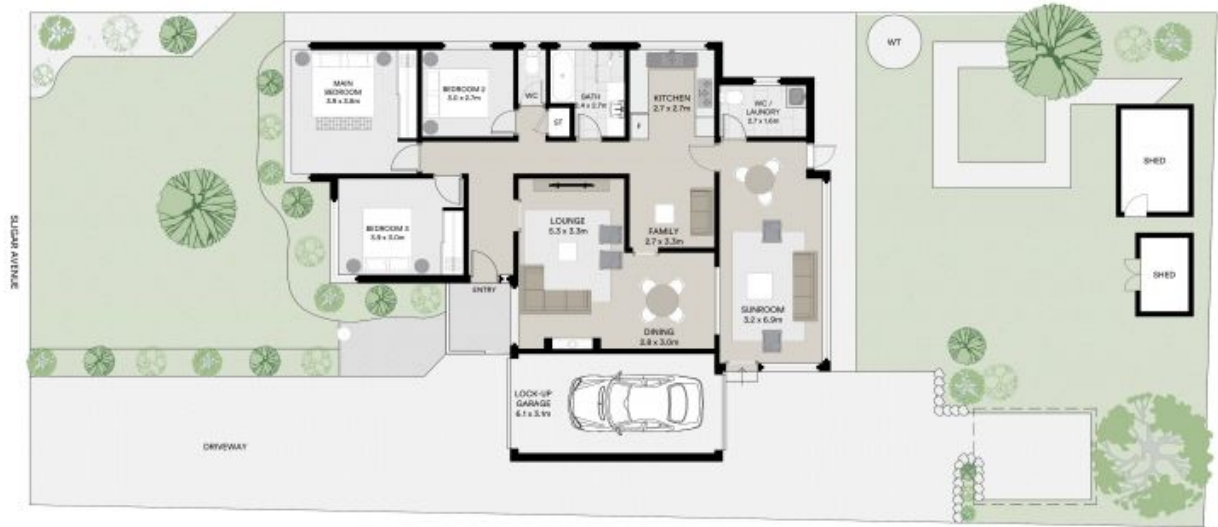 WT
MAIN
BEDROOM
3.9 x 3.8m
BEDROOM 2
3.0 x 2.7m
WC
BATH
2.4 x 2.7m
KITCHEN
2.7 x 2.7m
WC /
LAUNDRY
2.7 x 1.6m
ST
F
SHED
SUGAR AVENUE
BEDROOM 3
3.9 x 3.0m
LOUNGE
5.3 x 3.3m
FAMILY
2.7 x 3.3m
SHED
ENTRY
SUNROOM
3.2 x 6.9m
DINING
2.8 x 3.0m
LOCK-UP
GARAGE
6.1 x 3.1m
DRIVEWAY